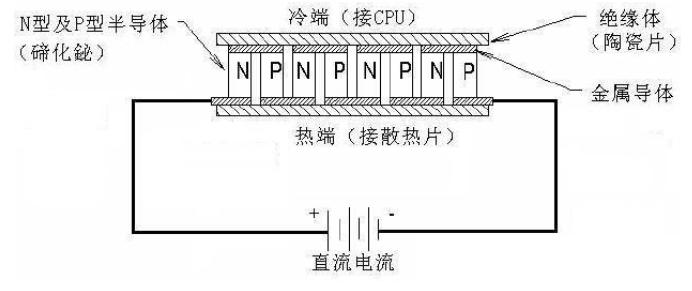 N型及P型半导体
(碲化鉍)
冷端(接CPU)
绝缘体
(陶瓷片)
N P N P N P N P
金属导体
热端(接散热片)
+ -
直流电流